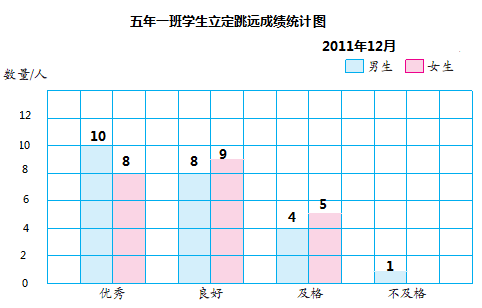 五年一班学生立定跳远成绩统计图
2011年12月
男生 女生
数量/人
12
10
8
6
4
2
0
10 8 8 9 4 5 1
优秀 良好 及格 不及格